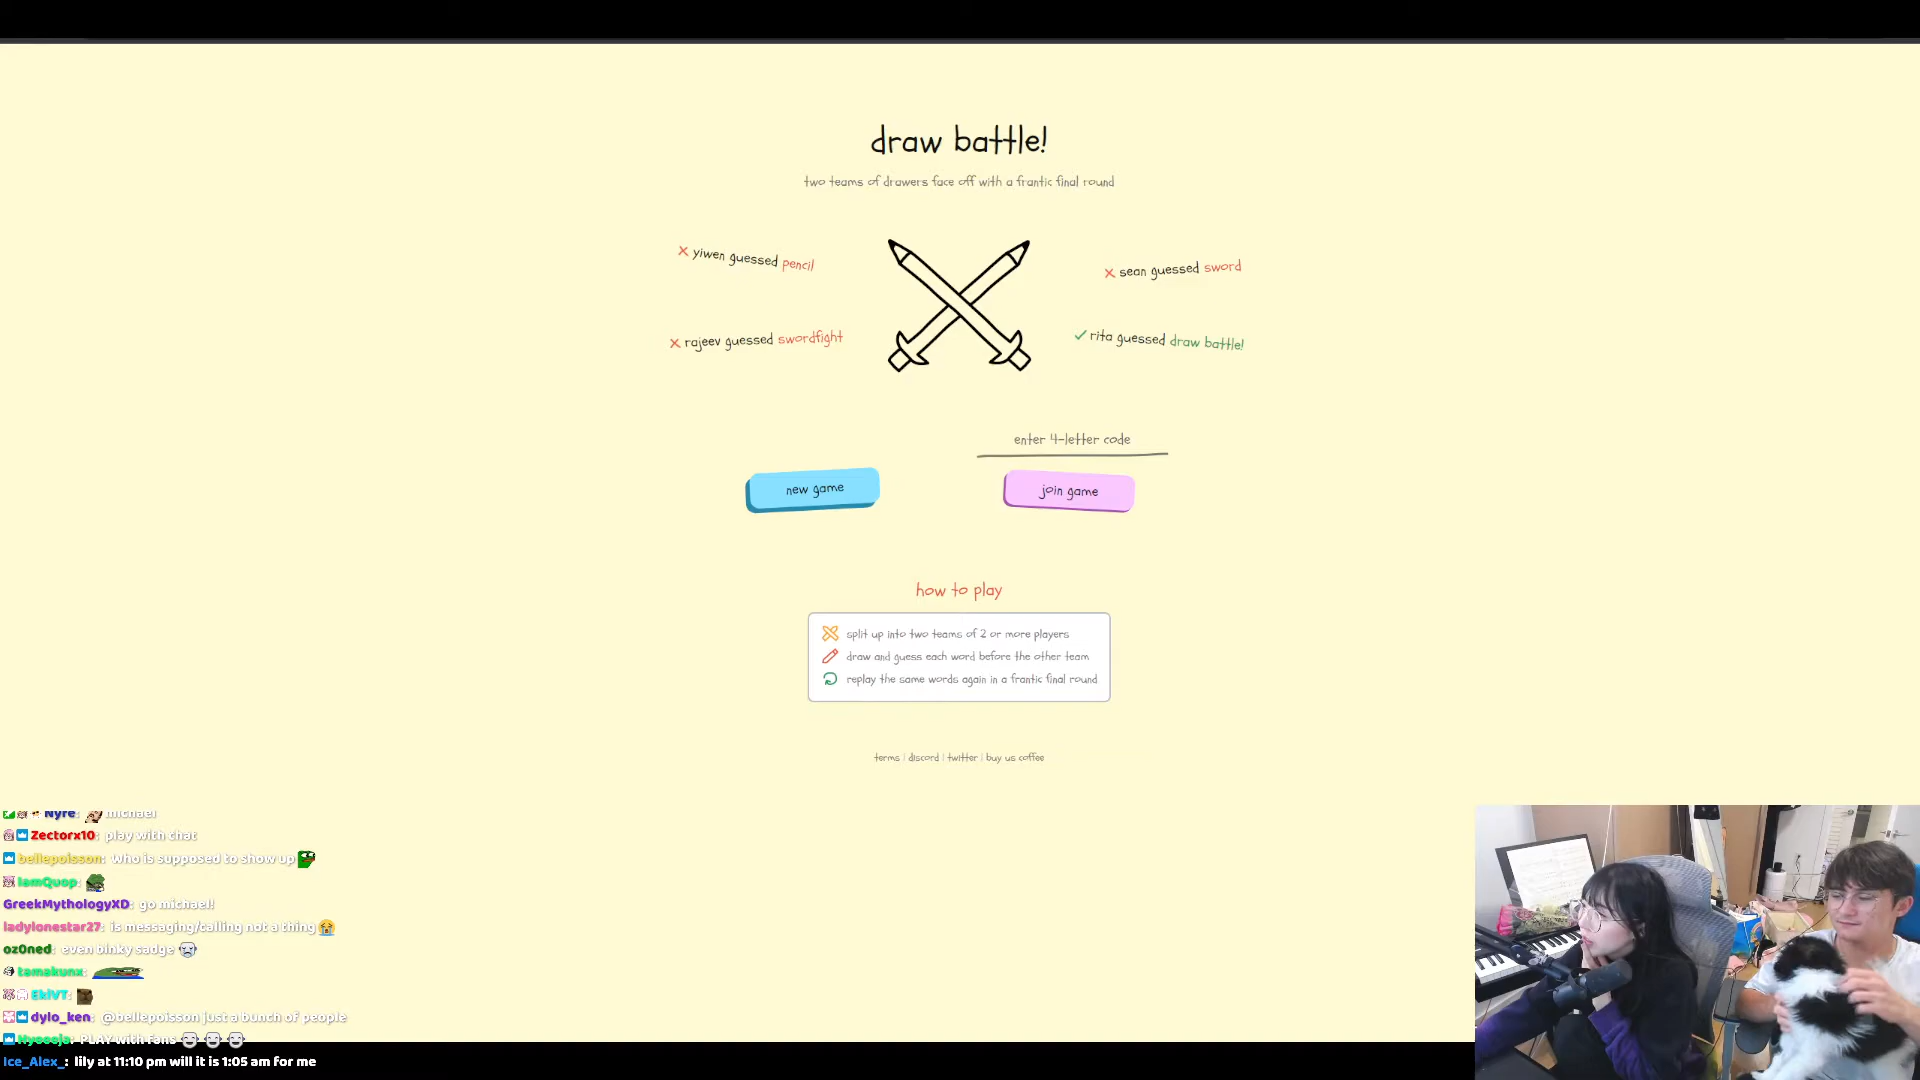 draw battle!
two teams of drawers face off with a frantic final round
yiwen guessed pencil
sean guessed sword
rajeev guessed swordfight
rita guessed draw battle!
enter 4-letter code
new game
join game
how to play
split up into two teams of 2 or more players
draw and guess each word before the other team
replay the same words again in a frantic final round
terms | discord | twitter | buy us coffee
Nyre: michael
Zectorx10: play with chat
bellepoisson: Who is supposed to show up
IamQuop:
GreekMythologyXD: go michael!
ladylonestar27: is messaging/calling not a thing
oz0ned: even binky sadge
tamakunx:
EkiVT:
dylo_ken: @bellepoisson just a bunch of people
PLAY with fans
Ice_Alex_: lily at 11:10 pm will it is 1:05 am for me